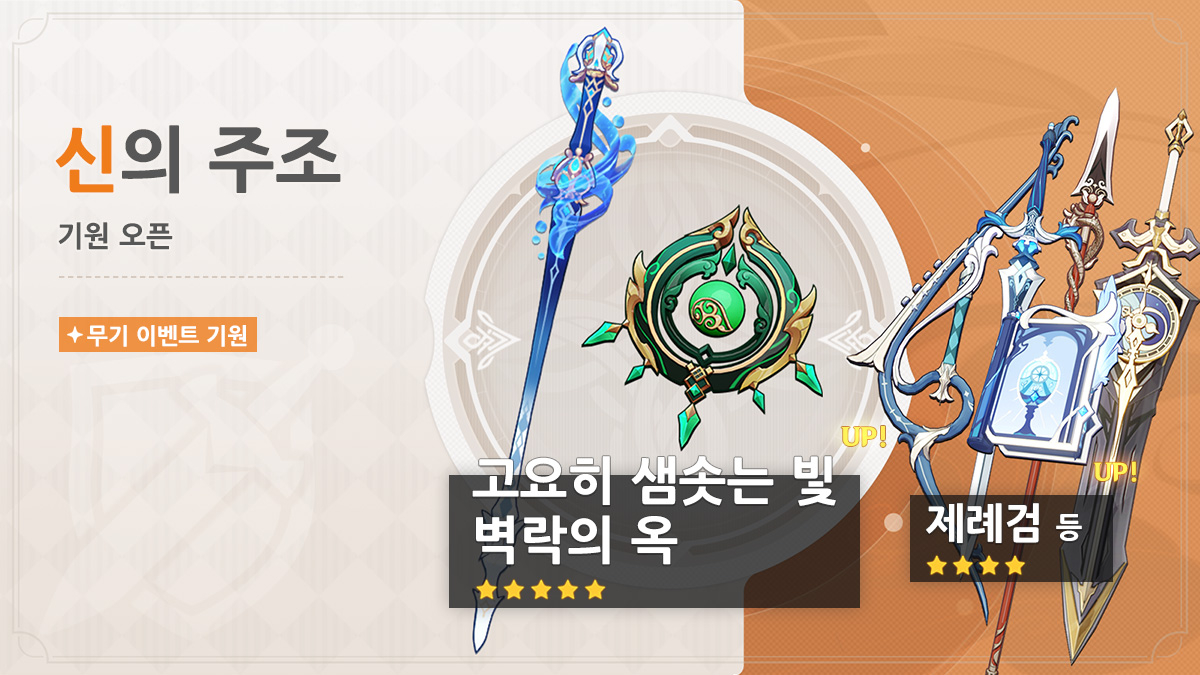 신의 주조
기원 오픈
✦무기 이벤트 기원
UP!
고요히 샘솟는 빛
벽락의 옥
★★★★★
UP!
제례검 등
★★★★